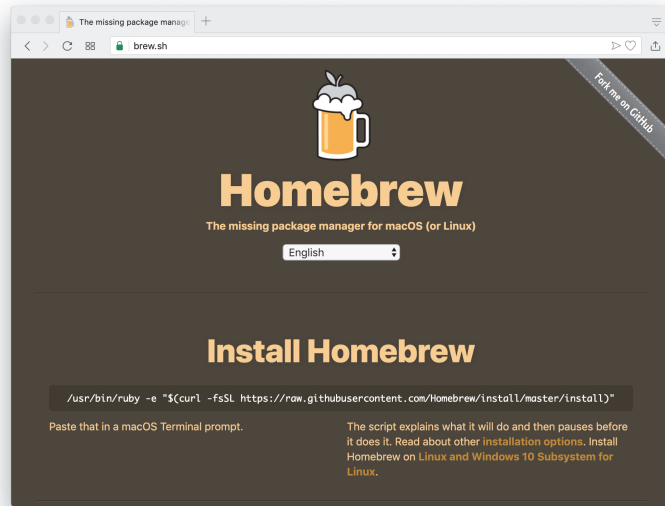 The missing package manage
brew.sh
Fork me on GitHub
Homebrew
The missing package manager for macOS (or Linux)
English
Install Homebrew
/usr/bin/ruby -e "$(curl -fsSL https://raw.githubusercontent.com/Homebrew/install/master/install)"
Paste that in a macOS Terminal prompt.
The script explains what it will do and then pauses before
it does it. Read about other installation options. Install
Homebrew on Linux and Windows 10 Subsystem for
Linux.